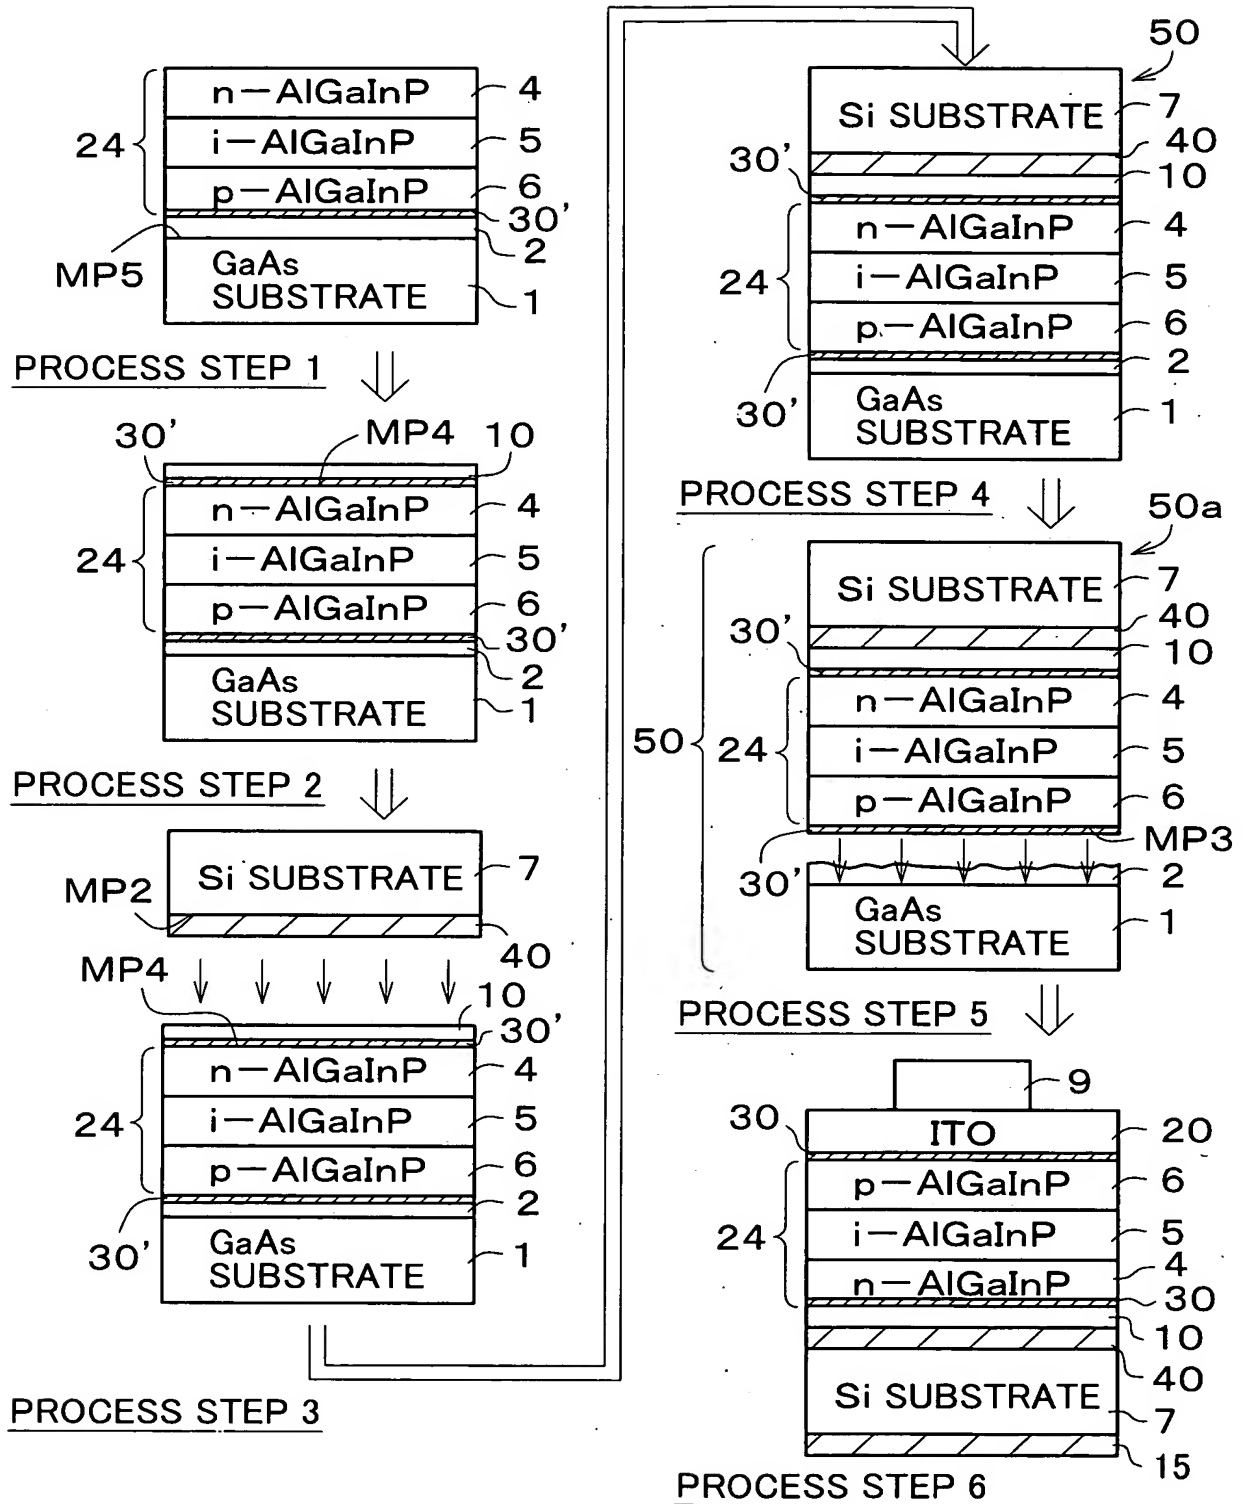 n－AlGaInP 4
24 i－AlGaInP 5
p－AlGaInP 6
30'
2
MP5 GaAs
SUBSTRATE 1
PROCESS STEP 1
30' MP4 10
n－AlGaInP 4
24 i－AlGaInP 5
p－AlGaInP 6
30'
2
GaAs
SUBSTRATE 1
PROCESS STEP 2
Si SUBSTRATE 7
MP2
40
MP4
10
30'
n－AlGaInP 4
24 i－AlGaInP 5
p－AlGaInP 6
2
30' GaAs
SUBSTRATE 1
PROCESS STEP 3
50
Si SUBSTRATE 7
40
30' 10
n－AlGaInP 4
24 i－AlGaInP 5
p－AlGaInP 6
2
30' GaAs
SUBSTRATE 1
PROCESS STEP 4
50a
Si SUBSTRATE 7
40
30' 10
n－AlGaInP 4
50 24 i－AlGaInP 5
p－AlGaInP 6
MP3
30' 2
GaAs
SUBSTRATE 1
PROCESS STEP 5
9
30 ITO 20
p－AlGaInP 6
24 i－AlGaInP 5
n－AlGaInP 4
30
10
40
Si SUBSTRATE 7
15
PROCESS STEP 6